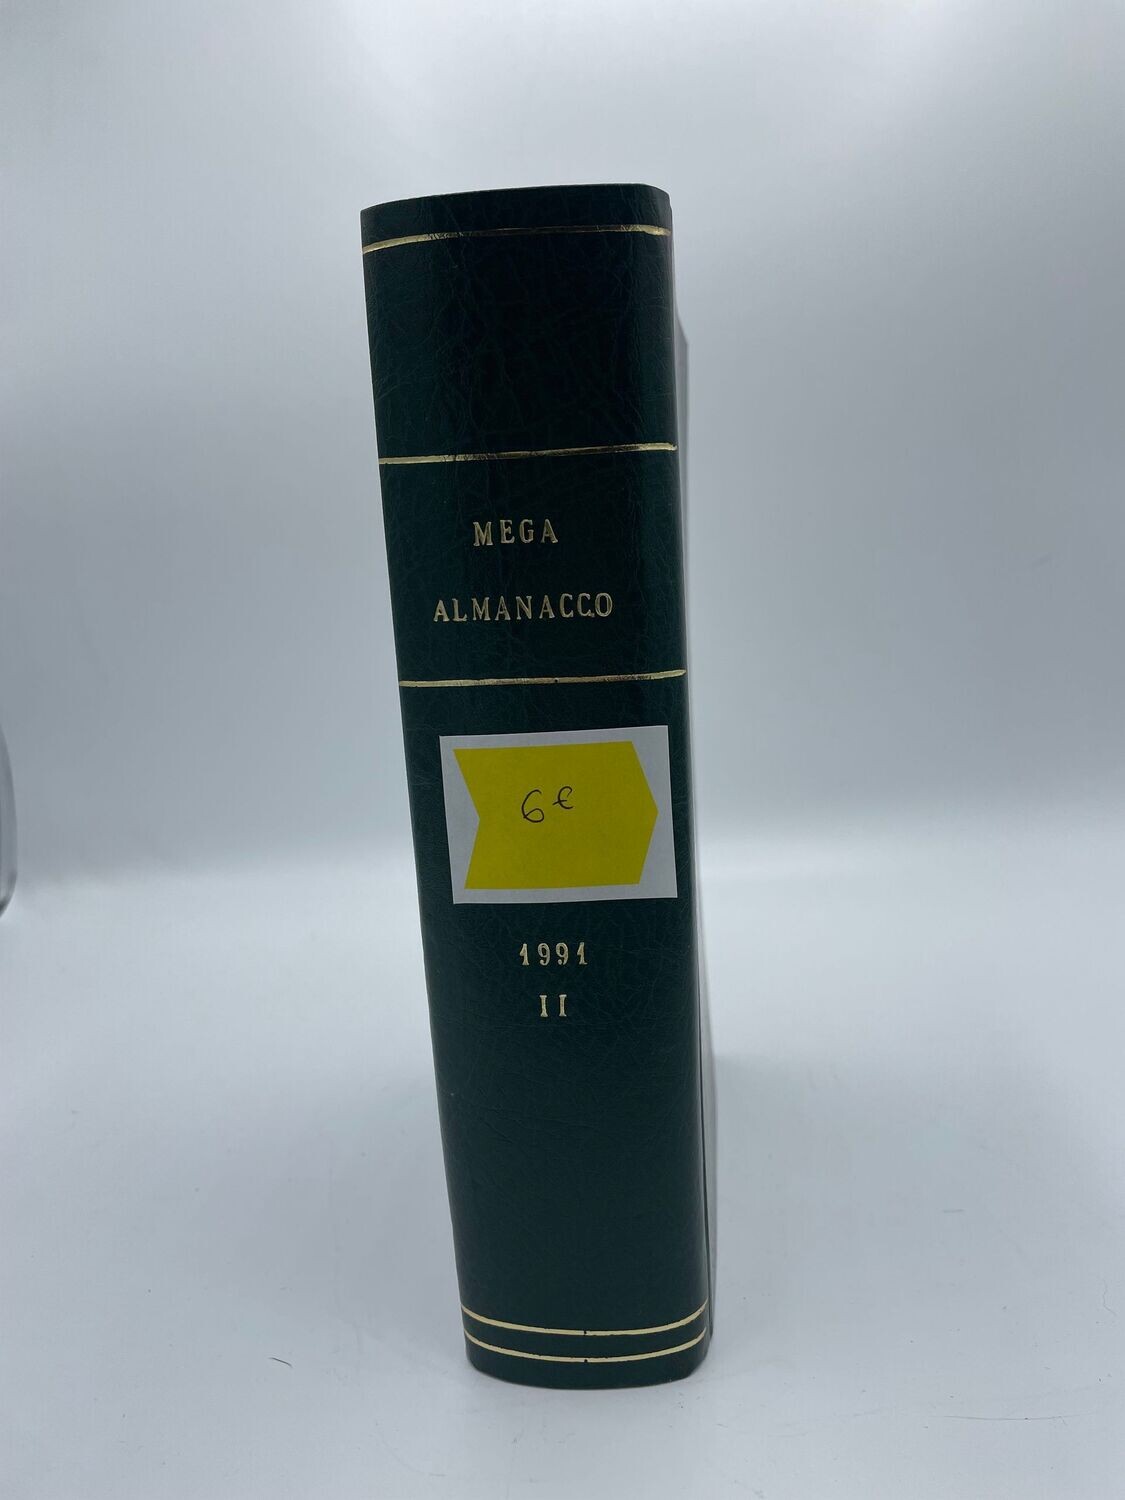 MEGA
ALMANACCO
6€
1991
II